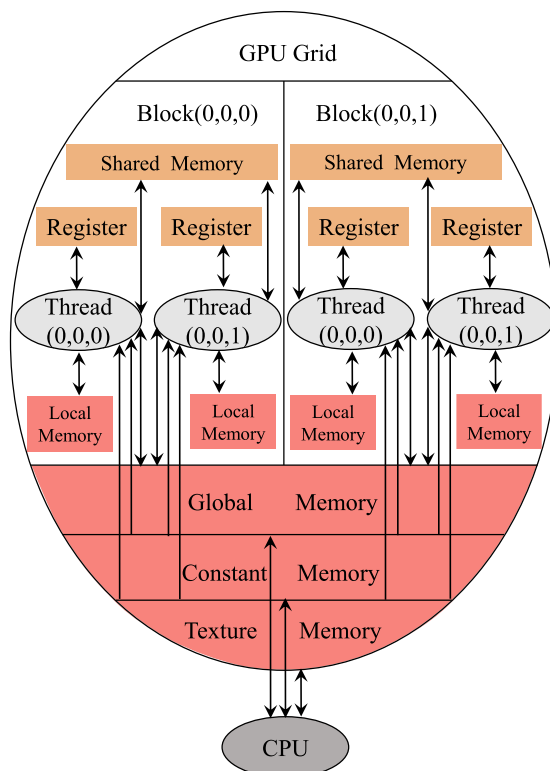 GPU Grid
Block(0,0,0)
Block(0,0,1)
Shared Memory
Shared Memory
Register
Register
Register
Register
Thread
(0,0,0)
Thread
(0,0,1)
Thread
(0,0,0)
Thread
(0,0,1)
Local
Memory
Local
Memory
Local
Memory
Local
Memory
Global Memory
Constant Memory
Texture Memory
CPU